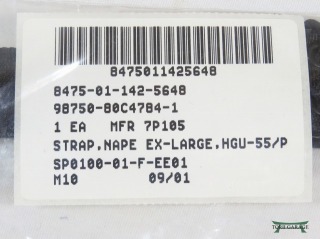 8475011425648
8475-01-142-5648
98750-80C4784-1
1 EA MFR 7P105
STRAP,NAPE EX-LARGE,HGU-55/P
SP0100-01-F-EE01
M10 09/01